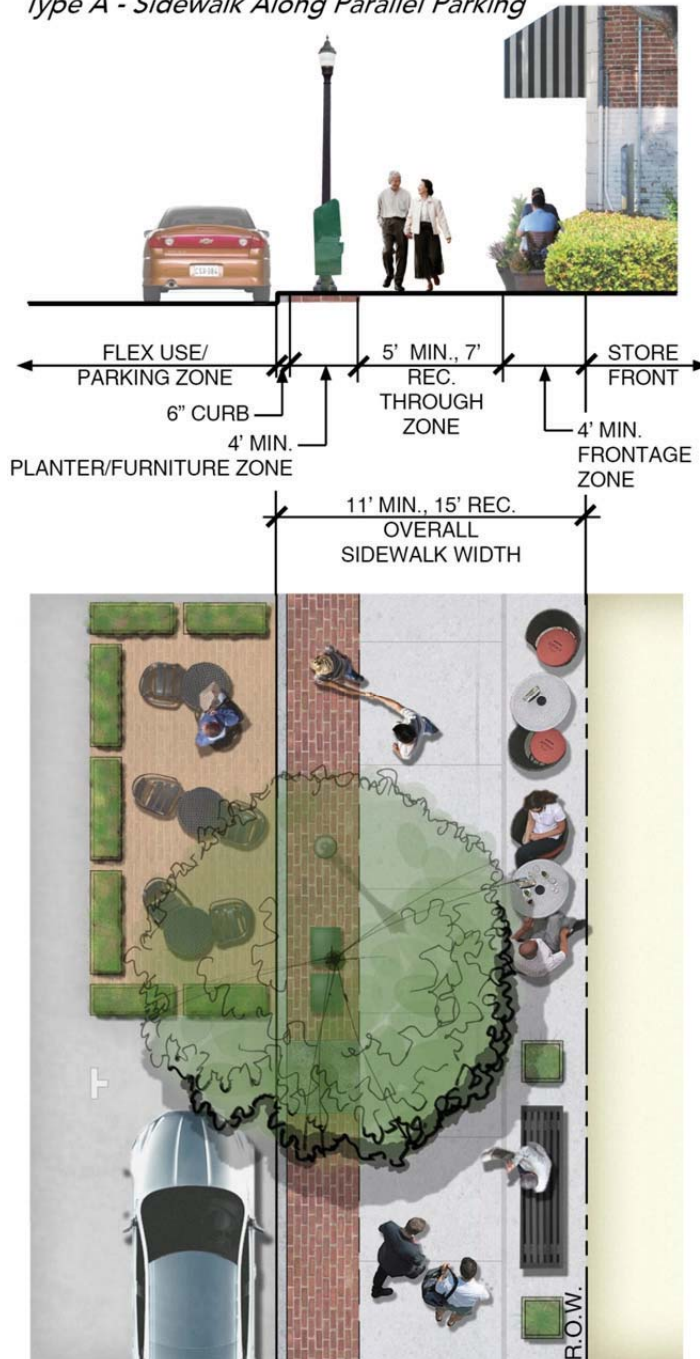 Type A - Sidewalk Along Parallel Parking
FLEX USE/
PARKING ZONE
6" CURB
4' MIN.
PLANTER/FURNITURE ZONE
5' MIN., 7'
REC.
THROUGH
ZONE
STORE
FRONT
4' MIN.
FRONTAGE
ZONE
11' MIN., 15' REC.
OVERALL
SIDEWALK WIDTH
R.O.W.